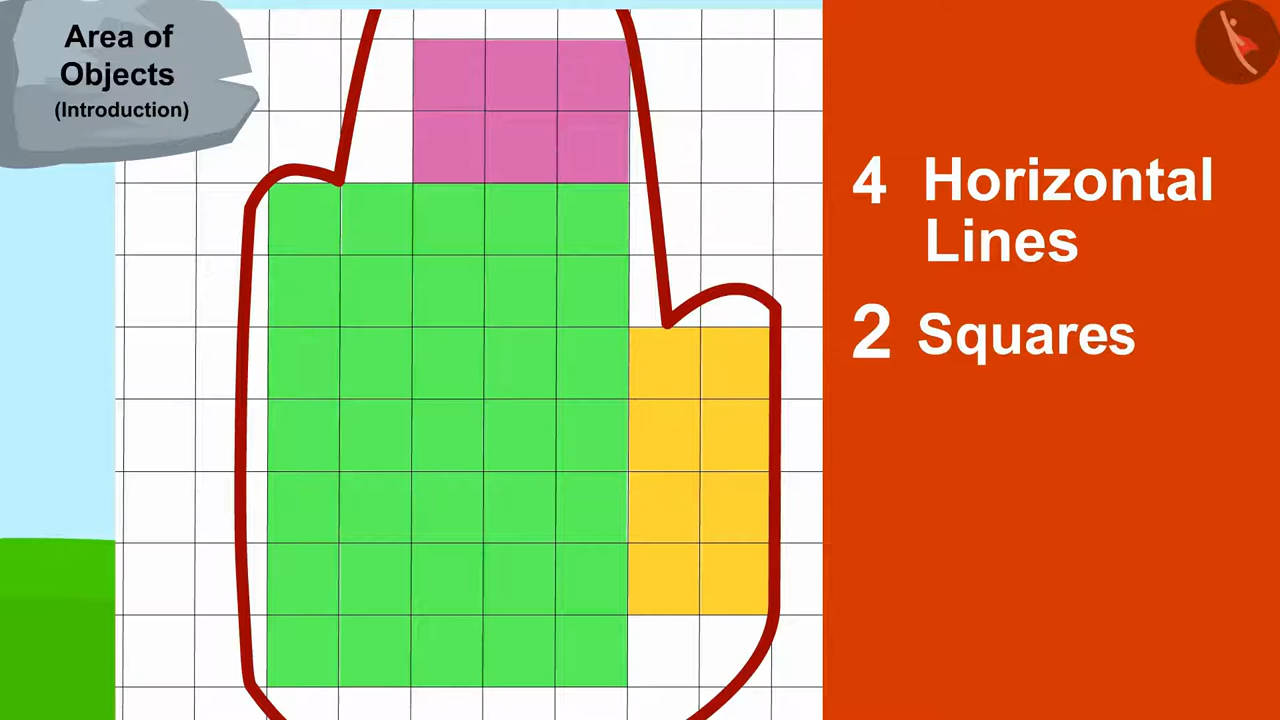 Area of
Objects
(Introduction)
4 Horizontal
Lines
2 Squares